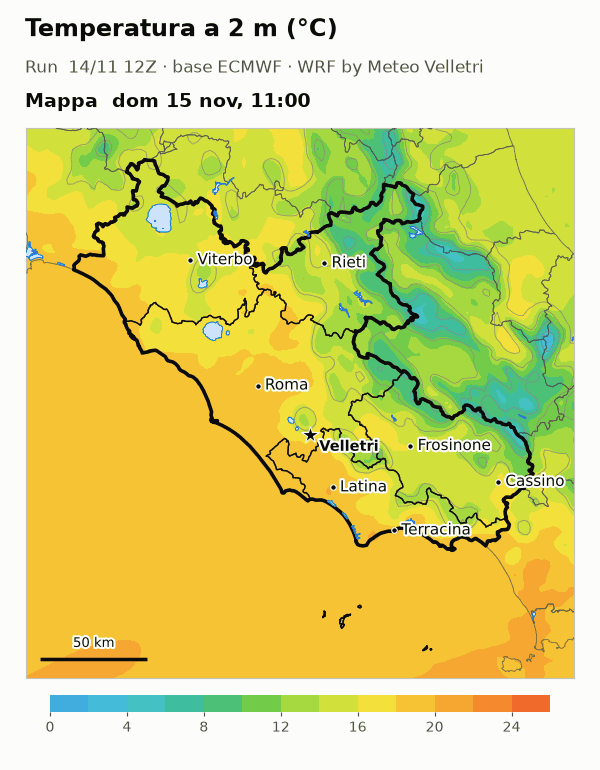 Temperatura a 2 m (°C)
Run  14/11 12Z · base ECMWF · WRF by Meteo Velletri
Mappa  dom 15 nov, 11:00
Viterbo
Rieti
Roma
Velletri
Frosinone
Latina
Cassino
Terracina
50 km
0 4 8 12 16 20 24